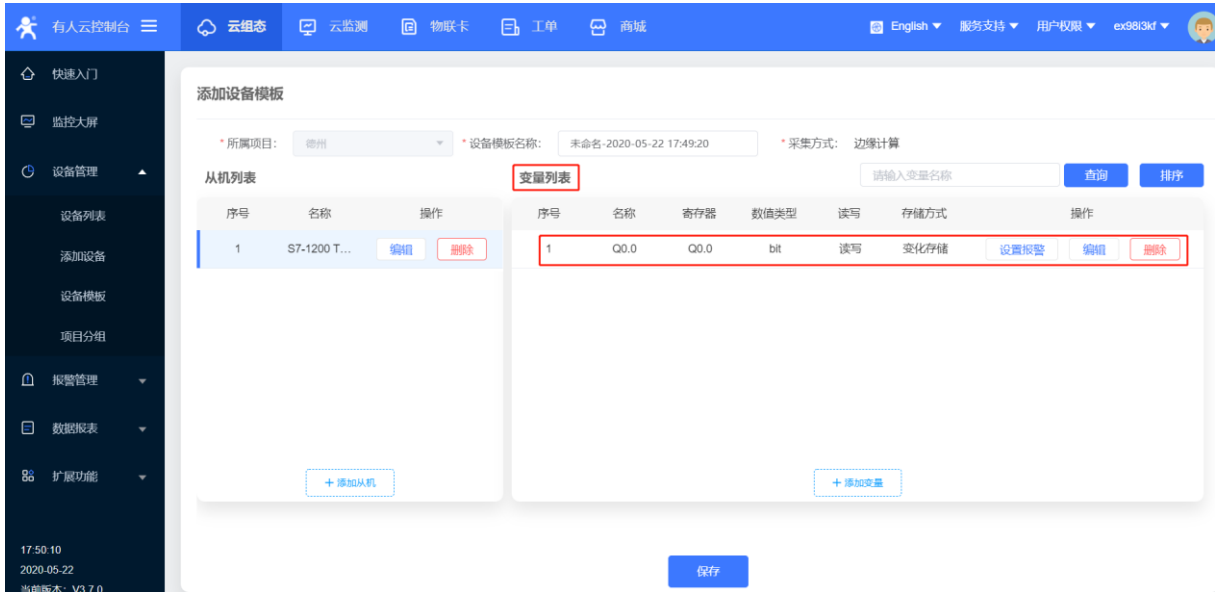 有人云控制台 云组态 云监测 物联卡 工单 商城 English 服务支持 用户权限 ex98i3kf
快速入门
监控大屏
设备管理
设备列表
添加设备
设备模板
项目分组
报警管理
数据报表
扩展功能
17:50:10
2020-05-22
当前版本：V3.7.0
添加设备模板
*所属项目： 德州 *设备模板名称： 未命名-2020-05-22 17:49:20 *采集方式： 边缘计算
从机列表
序号 名称 操作
1 S7-1200 T... 编辑 删除
+ 添加从机
变量列表 请输入变量名称 查询 排序
序号 名称 寄存器 数值类型 读写 存储方式 操作
1 Q0.0 Q0.0 bit 读写 变化存储 设置报警 编辑 删除
+ 添加变量
保存